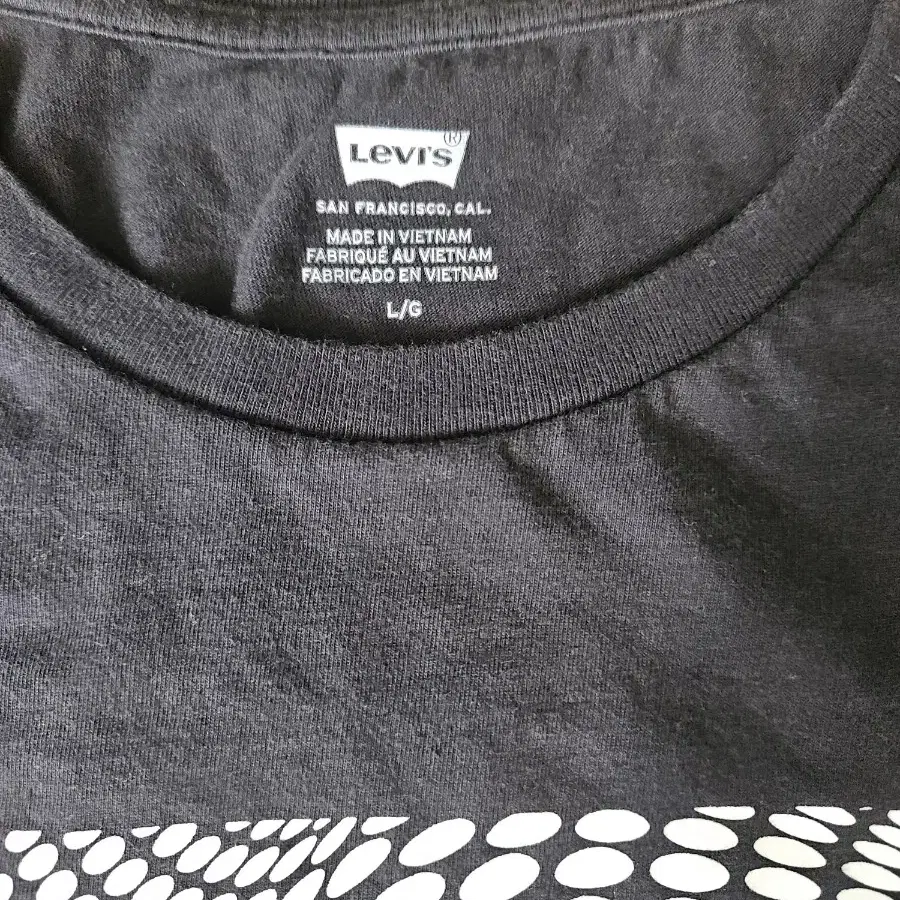 Levi's ®
SAN FRANCISCO, CAL.
MADE IN VIETNAM
FABRIQUÉ AU VIETNAM
FABRICADO EN VIETNAM
L/G